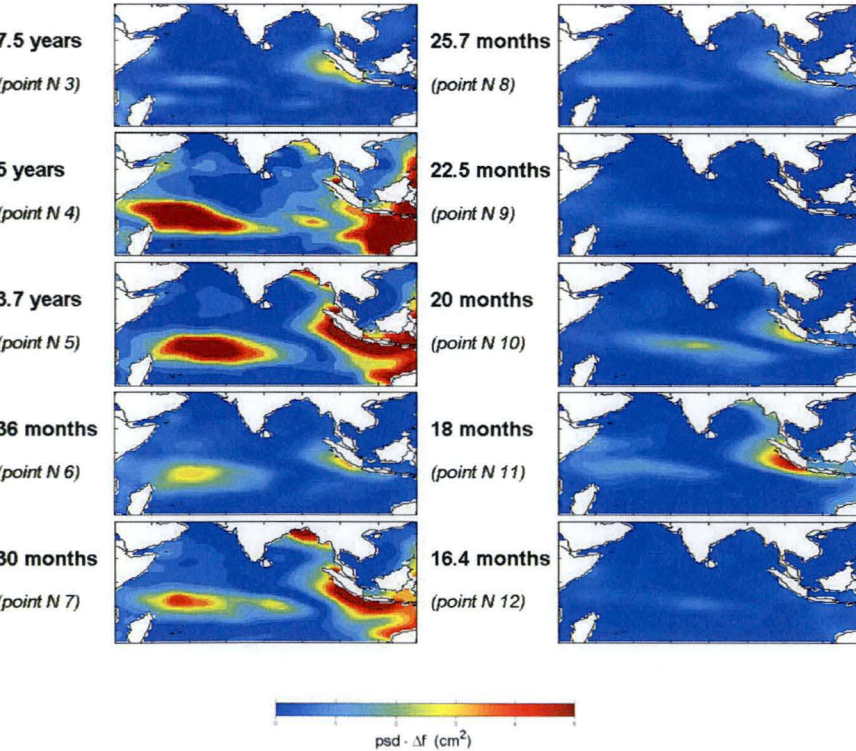 7.5 years
(point N 3)
5 years
(point N 4)
3.7 years
(point N 5)
36 months
(point N 6)
30 months
(point N 7)
25.7 months
(point N 8)
22.5 months
(point N 9)
20 months
(point N 10)
18 months
(point N 11)
16.4 months
(point N 12)
psd · Δf (cm²)